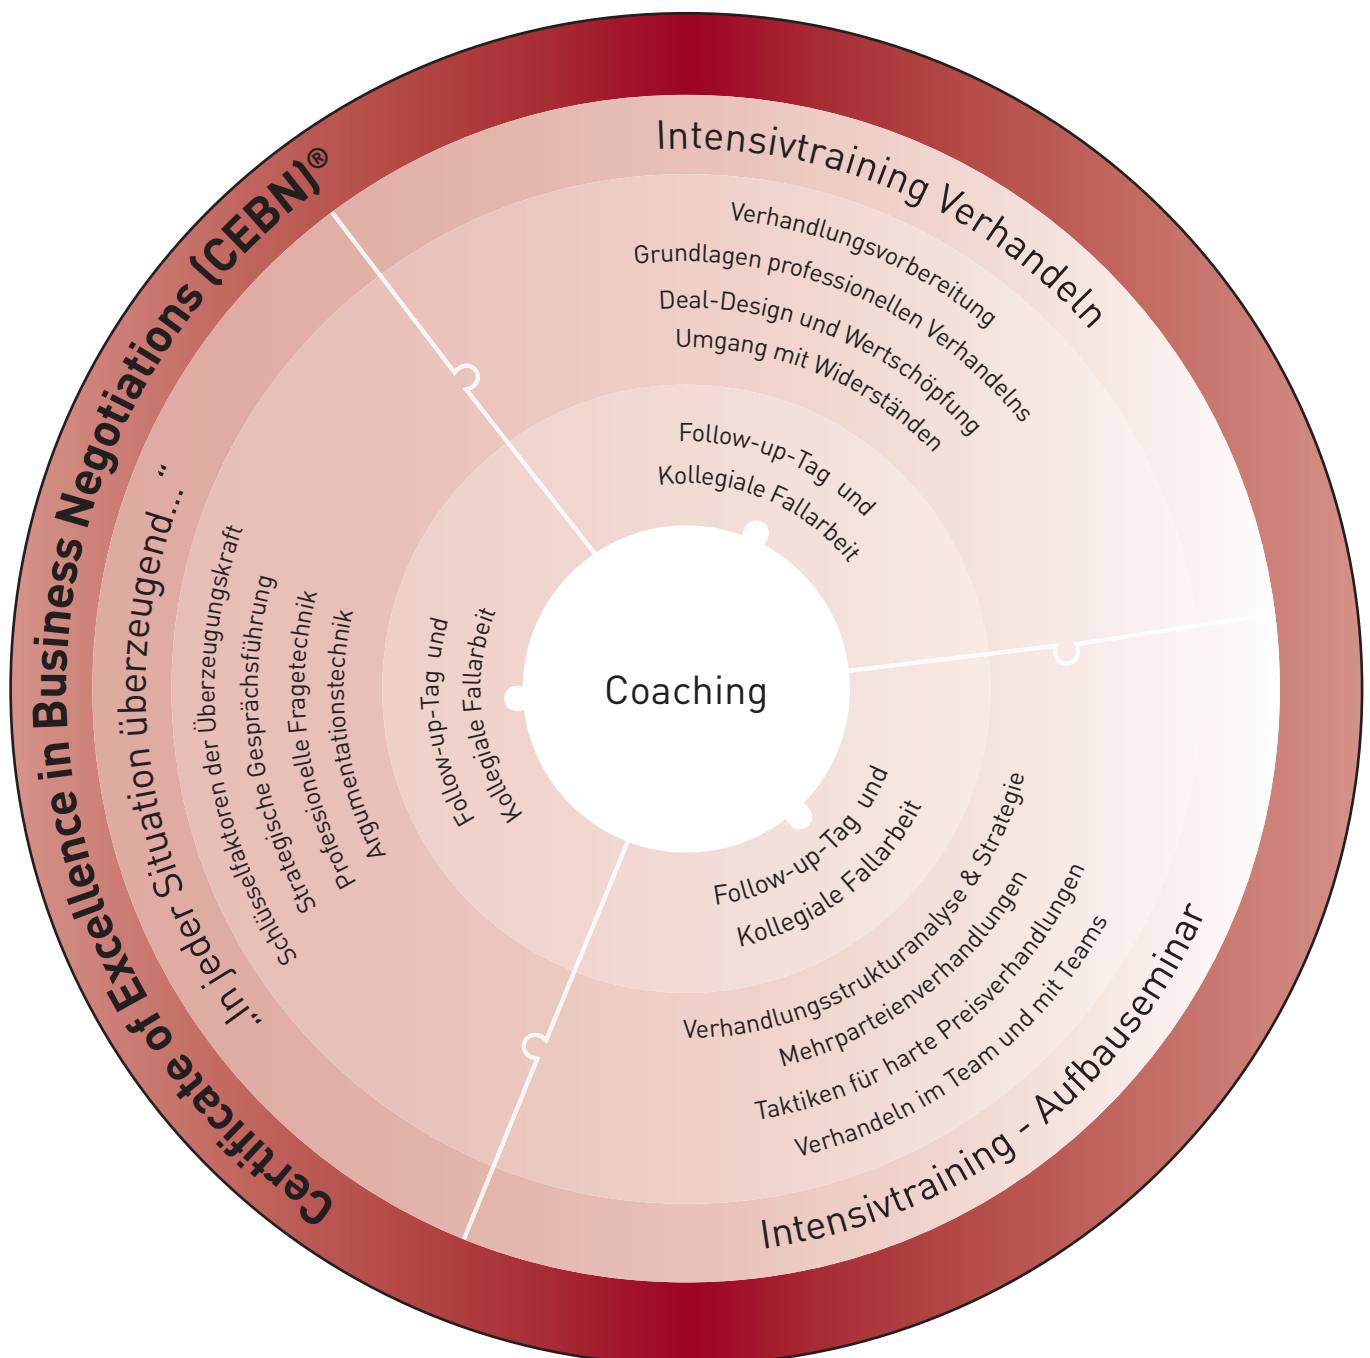 Certificate of Excellence in Business Negotiations (CEBN)®
Intensivtraining Verhandeln
Verhandlungsvorbereitung
Grundlagen professionellen Verhandelns
Deal-Design und Wertschöpfung
Umgang mit Widerständen
Follow-up-Tag und
Kollegiale Fallarbeit
„In jeder Situation überzeugend... “
Schlüsselfaktoren der Überzeugungskraft
Strategische Gesprächsführung
Professionelle Fragetechnik
Argumentationstechnik
Follow-up-Tag und
Kollegiale Fallarbeit
Coaching
Follow-up-Tag und
Kollegiale Fallarbeit
Verhandlungsstrukturanalyse & Strategie
Mehrparteienverhandlungen
Taktiken für harte Preisverhandlungen
Verhandeln im Team und mit Teams
Intensivtraining - Aufbauseminar